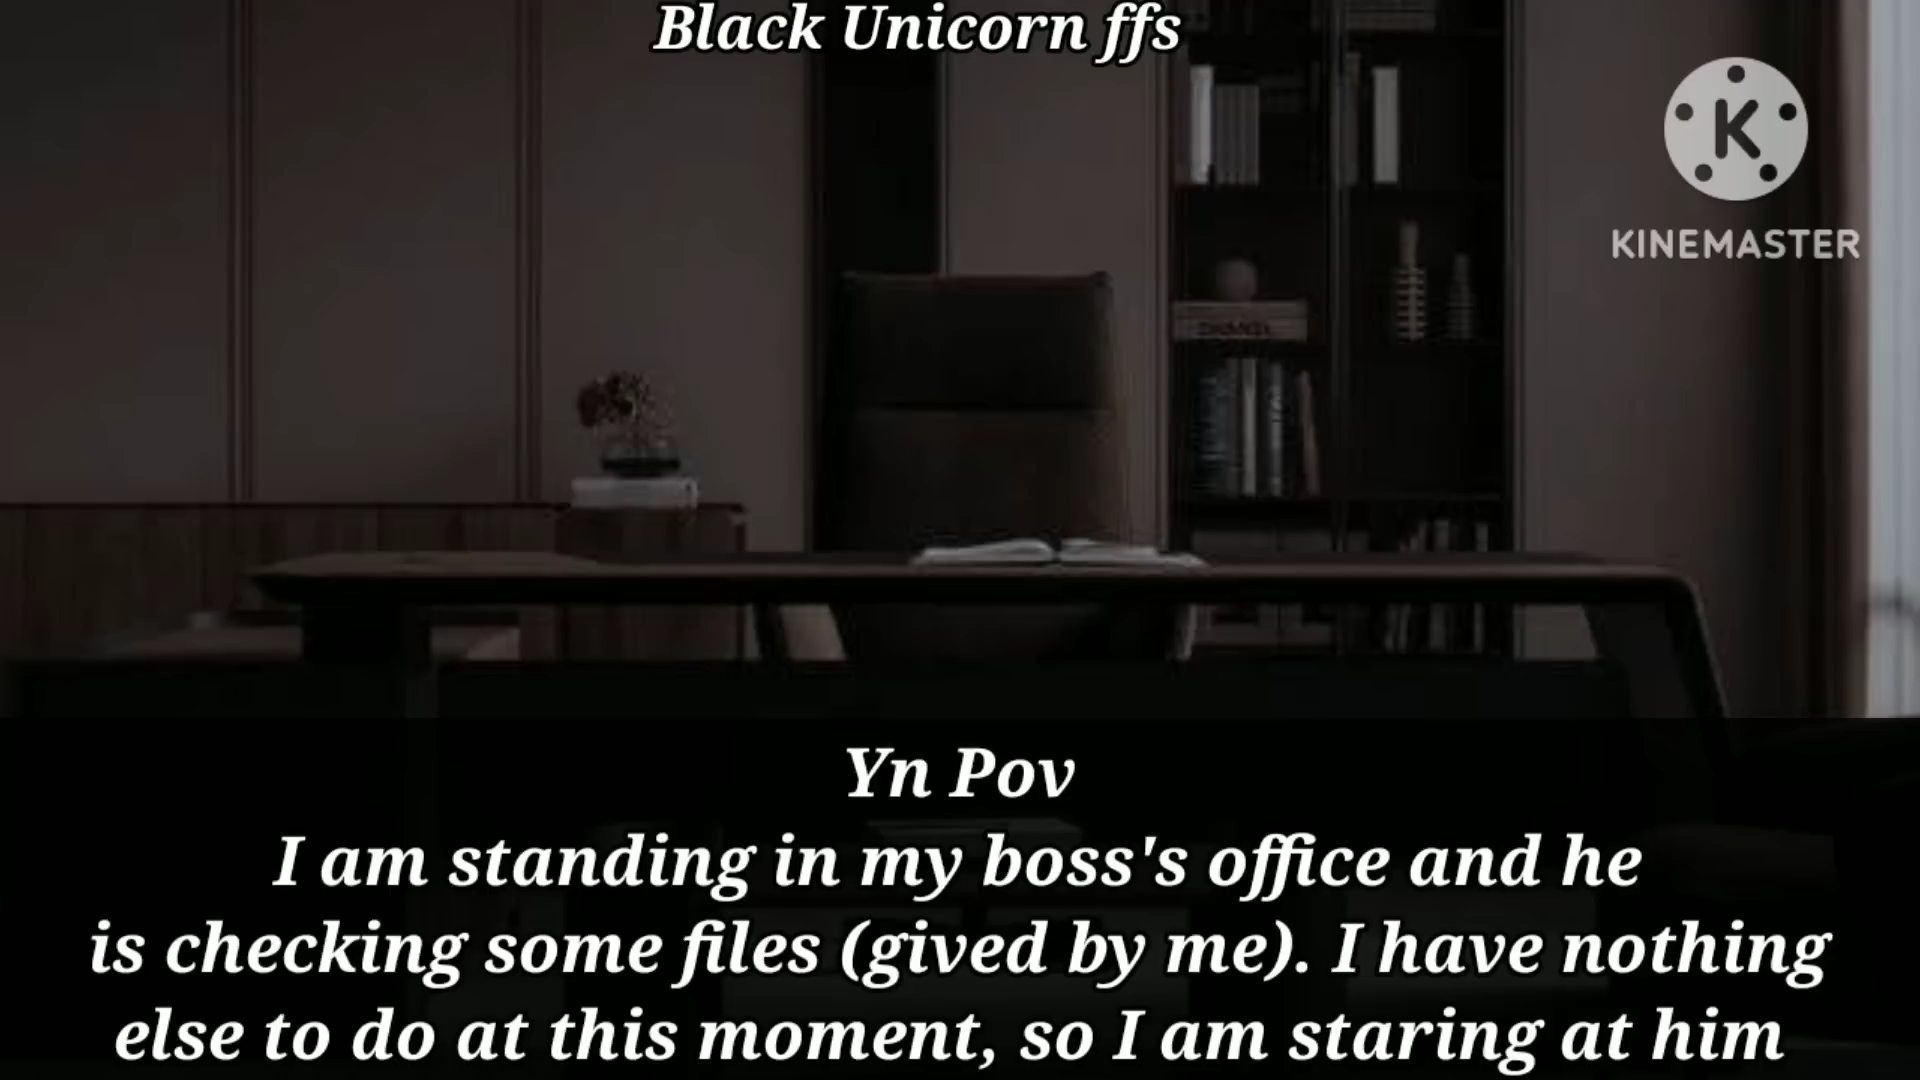 Black Unicorn ffs
K
KINEMASTER
Yn Pov
I am standing in my boss's office and he
is checking some files (gived by me). I have nothing
else to do at this moment, so I am staring at him